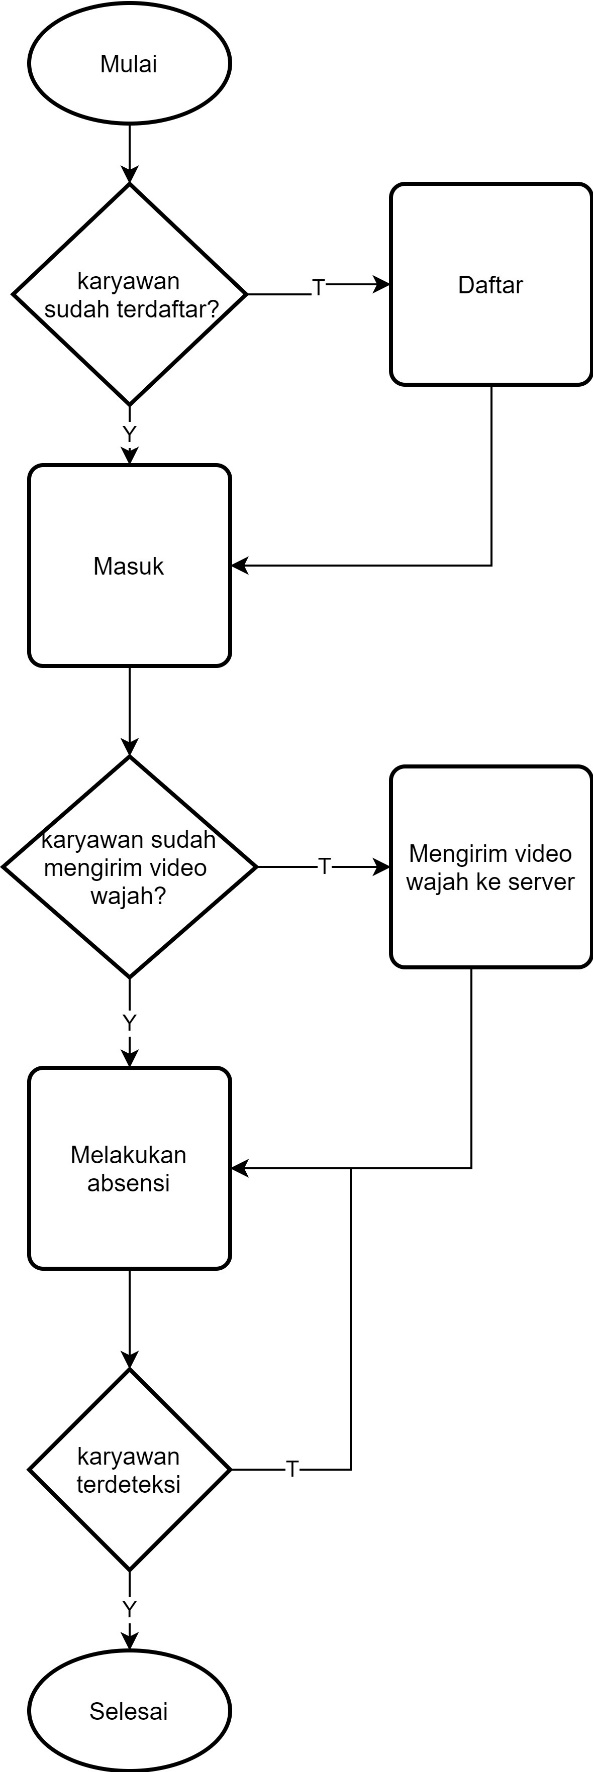 Mulai
karyawan
sudah terdaftar?
T
Daftar
Y
Masuk
karyawan sudah
mengirim video
wajah?
T
Mengirim video
wajah ke server
Y
Melakukan
absensi
karyawan
terdeteksi
T
Y
Selesai